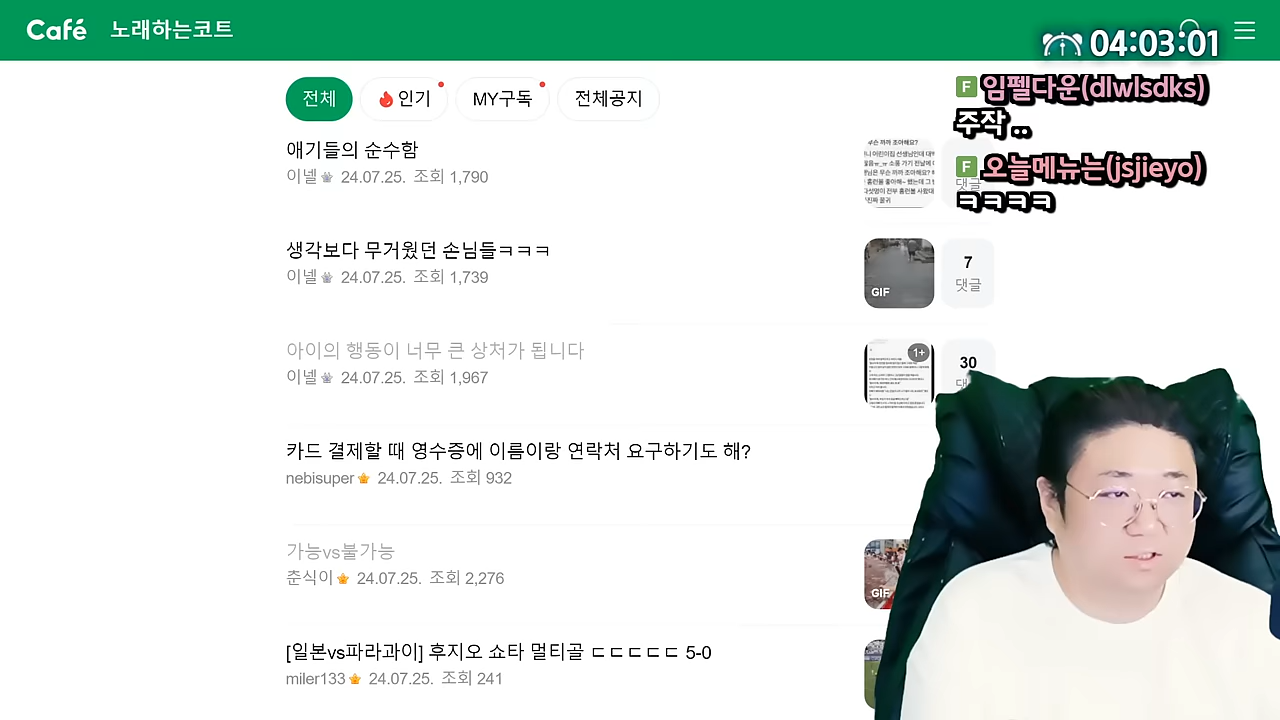 Café 노래하는코트
04:03:01
전체 인기 MY구독 전체공지
F 임펠다운(dlwlsdks)
주작 ..
F 오늘메뉴는(jsjieyo)
ㅋㅋㅋㅋ
애기들의 순수함
이넬 24.07.25. 조회 1,790
댓글
생각보다 무거웠던 손님들ㅋㅋㅋ
이넬 24.07.25. 조회 1,739
GIF
7
댓글
아이의 행동이 너무 큰 상처가 됩니다
이넬 24.07.25. 조회 1,967
1+
30
카드 결제할 때 영수증에 이름이랑 연락처 요구하기도 해?
nebisuper 24.07.25. 조회 932
가능vs불가능
춘식이 24.07.25. 조회 2,276
GIF
[일본vs파라과이] 후지오 쇼타 멀티골 ㄷㄷㄷㄷㄷ 5-0
miler133 24.07.25. 조회 241